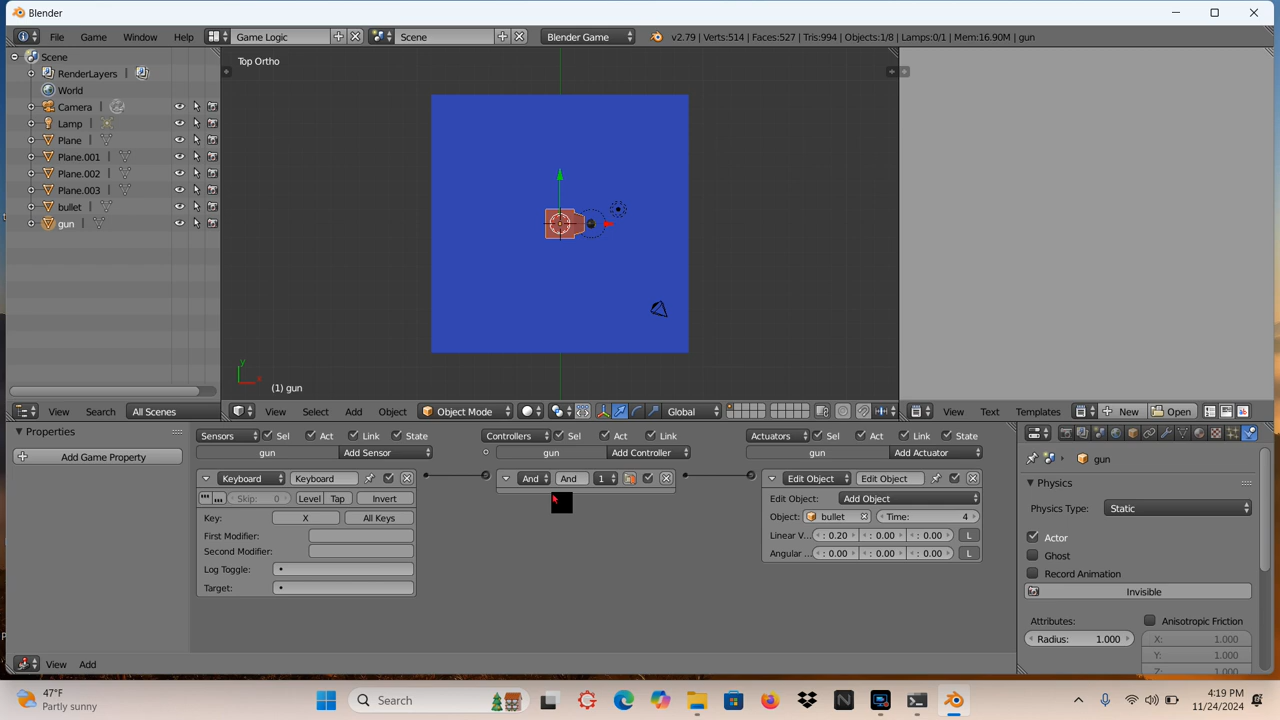 Blender
File Game Window Help Game Logic Scene Blender Game v2.79 | Verts:514 | Faces:527 | Tris:994 | Objects:1/8 | Lamps:0/1 | Mem:16.90M | gun
Scene
RenderLayers
World
Camera
Lamp
Plane
Plane.001
Plane.002
Plane.003
bullet
gun
Top Ortho
y
x
(1) gun
View Search All Scenes
View Select Add Object Object Mode Global
View Text Templates New Open
Properties
Add Game Property
View Add
Sensors Sel Act Link State
gun Add Sensor
Keyboard Keyboard
Skip: 0 Level Tap Invert
Key: X All Keys
First Modifier:
Second Modifier:
Log Toggle:
Target:
Controllers Sel Act Link
gun Add Controller
And And 1
Actuators Sel Act Link State
gun Add Actuator
Edit Object Edit Object
Edit Object: Add Object
Object: bullet Time: 4
Linear V... : 0.20 : 0.00 : 0.00 L
Angular ... : 0.00 : 0.00 : 0.00 L
gun
Physics
Physics Type: Static
Actor
Ghost
Record Animation
Invisible
Attributes: Anisotropic Friction
Radius: 1.000 X: 1.000
Y: 1.000
Z: 1.000
47°F
Partly sunny
Search
4:19 PM
11/24/2024